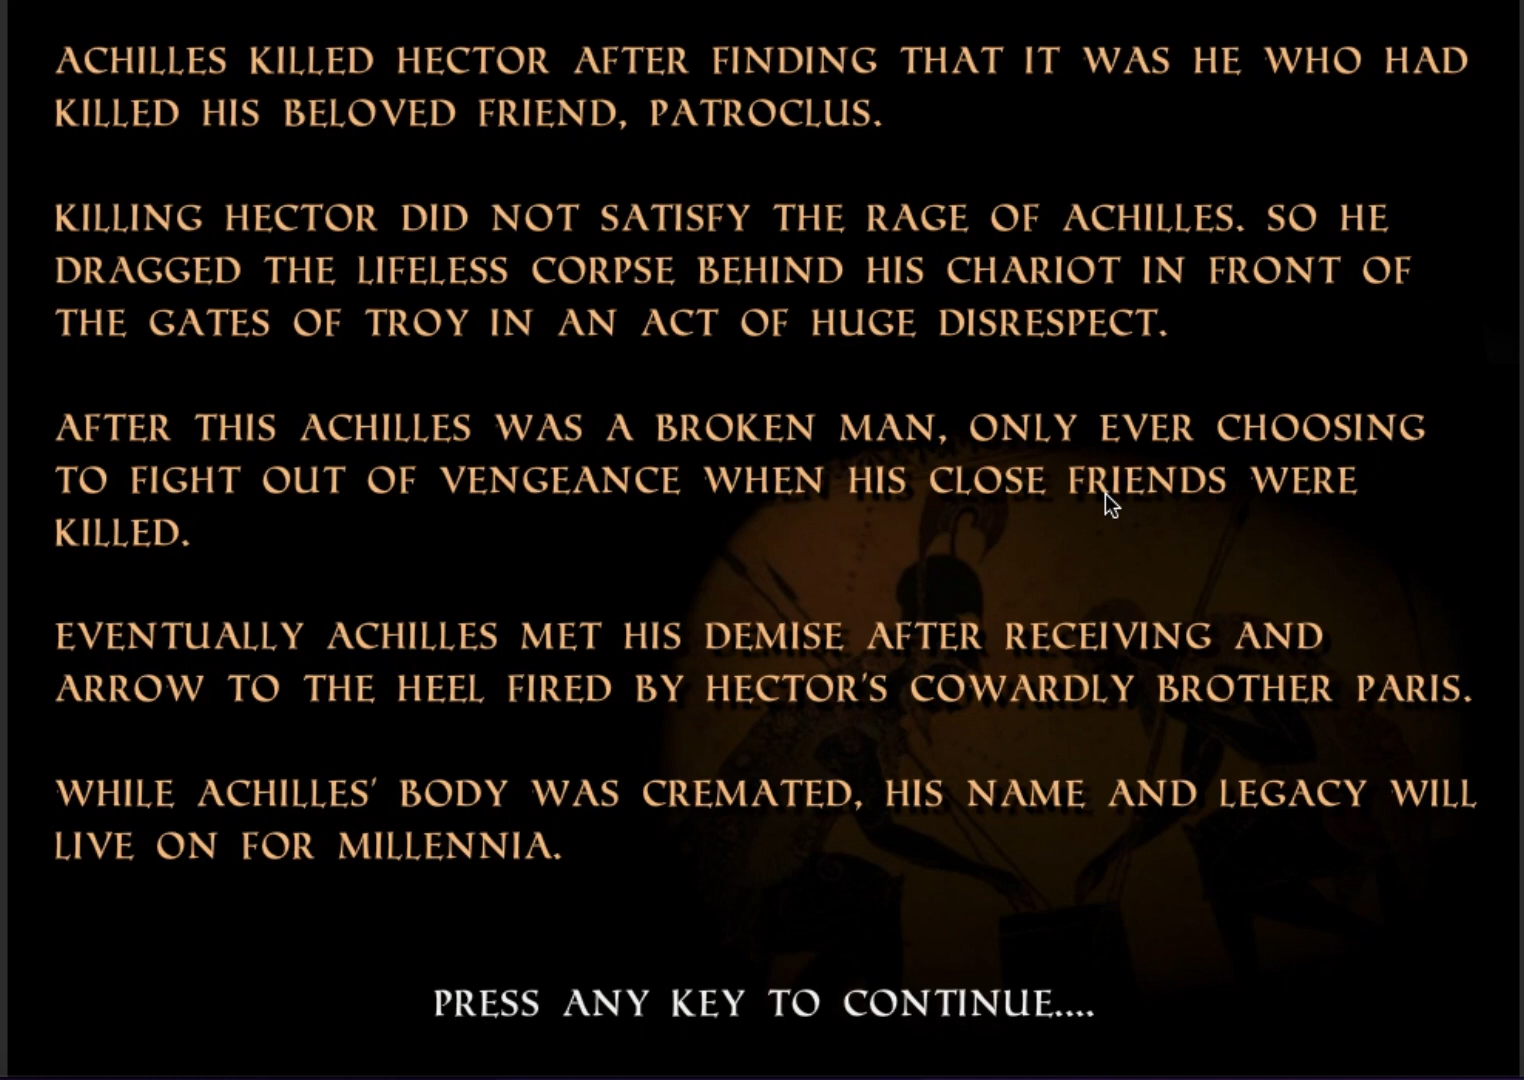 ACHILLES KILLED HECTOR AFTER FINDING THAT IT WAS HE WHO HAD
KILLED HIS BELOVED FRIEND, PATROCLUS.
KILLING HECTOR DID NOT SATISFY THE RAGE OF ACHILLES. SO HE
DRAGGED THE LIFELESS CORPSE BEHIND HIS CHARIOT IN FRONT OF
THE GATES OF TROY IN AN ACT OF HUGE DISRESPECT.
AFTER THIS ACHILLES WAS A BROKEN MAN, ONLY EVER CHOOSING
TO FIGHT OUT OF VENGEANCE WHEN HIS CLOSE FRIENDS WERE
KILLED.
EVENTUALLY ACHILLES MET HIS DEMISE AFTER RECEIVING AND
ARROW TO THE HEEL FIRED BY HECTOR'S COWARDLY BROTHER PARIS.
WHILE ACHILLES' BODY WAS CREMATED, HIS NAME AND LEGACY WILL
LIVE ON FOR MILLENNIA.
PRESS ANY KEY TO CONTINUE....